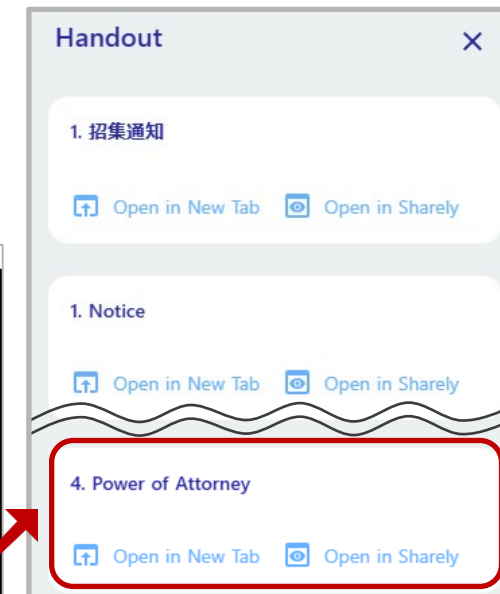 Handout
1. 招集通知
Open in New Tab Open in Sharely
1. Notice
Open in New Tab Open in Sharely
4. Power of Attorney
Open in New Tab Open in Sharely